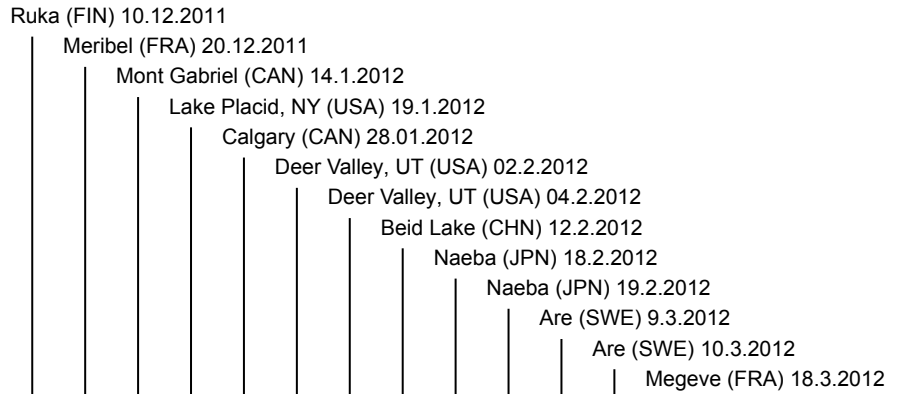 Ruka (FIN) 10.12.2011
Meribel (FRA) 20.12.2011
Mont Gabriel (CAN) 14.1.2012
Lake Placid, NY (USA) 19.1.2012
Calgary (CAN) 28.01.2012
Deer Valley, UT (USA) 02.2.2012
Deer Valley, UT (USA) 04.2.2012
Beid Lake (CHN) 12.2.2012
Naeba (JPN) 18.2.2012
Naeba (JPN) 19.2.2012
Are (SWE) 9.3.2012
Are (SWE) 10.3.2012
Megeve (FRA) 18.3.2012